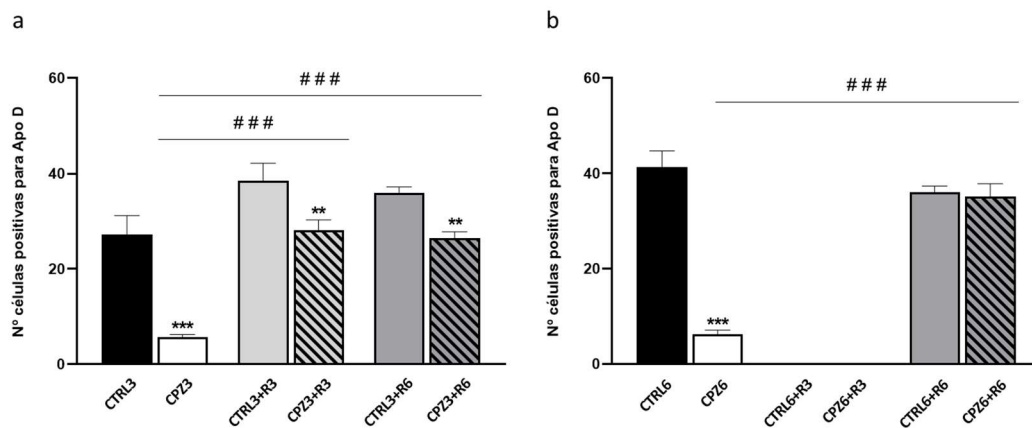 a
# # #
# # #
Nº células positivas para Apo D
60
40
20
0
***
**
**
CTRL3
CPZ3
CTRL3+R3
CPZ3+R3
CTRL3+R6
CPZ3+R6
b
# # #
Nº células positivas para Apo D
60
40
20
0
***
CTRL6
CPZ6
CTRL6+R3
CPZ6+R3
CTRL6+R6
CPZ6+R6